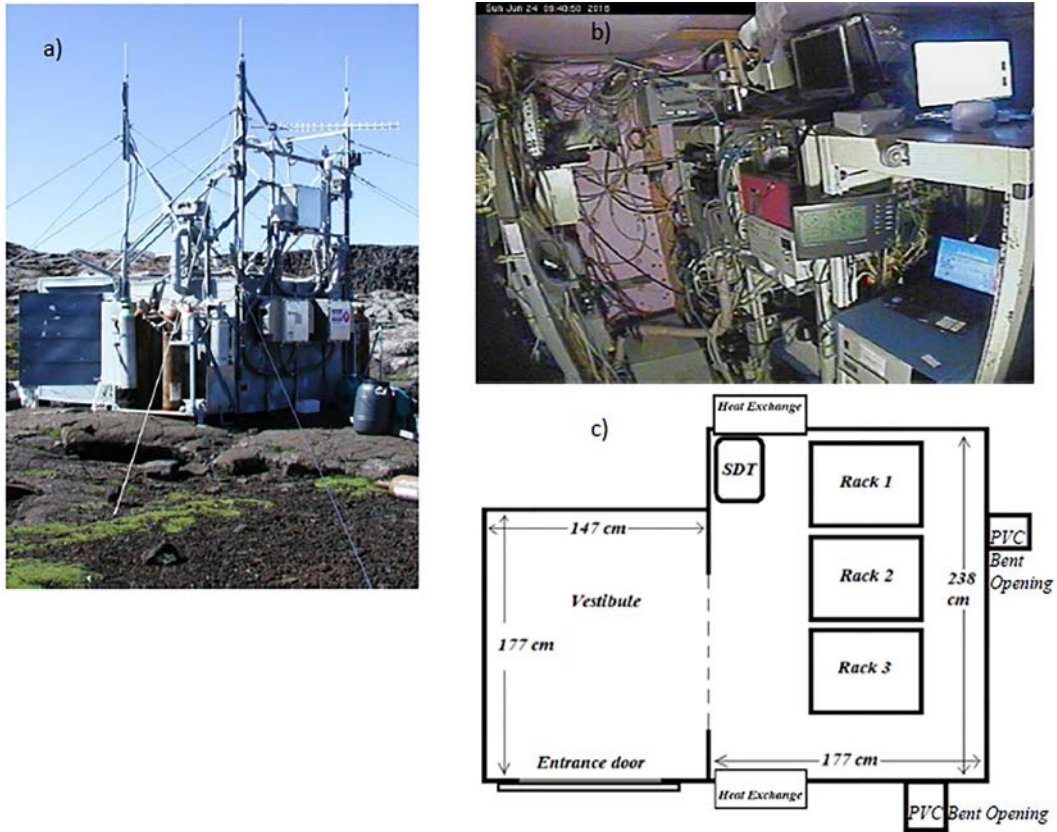 a)
Sun Jun 24 09:40:50 2018
b)
c)
Heat Exchange
SDT
Rack 1
147 cm
PVC
Bent
Opening
Rack 2
238
cm
Vestibule
177 cm
Rack 3
177 cm
Entrance door
Heat Exchange
PVC Bent Opening